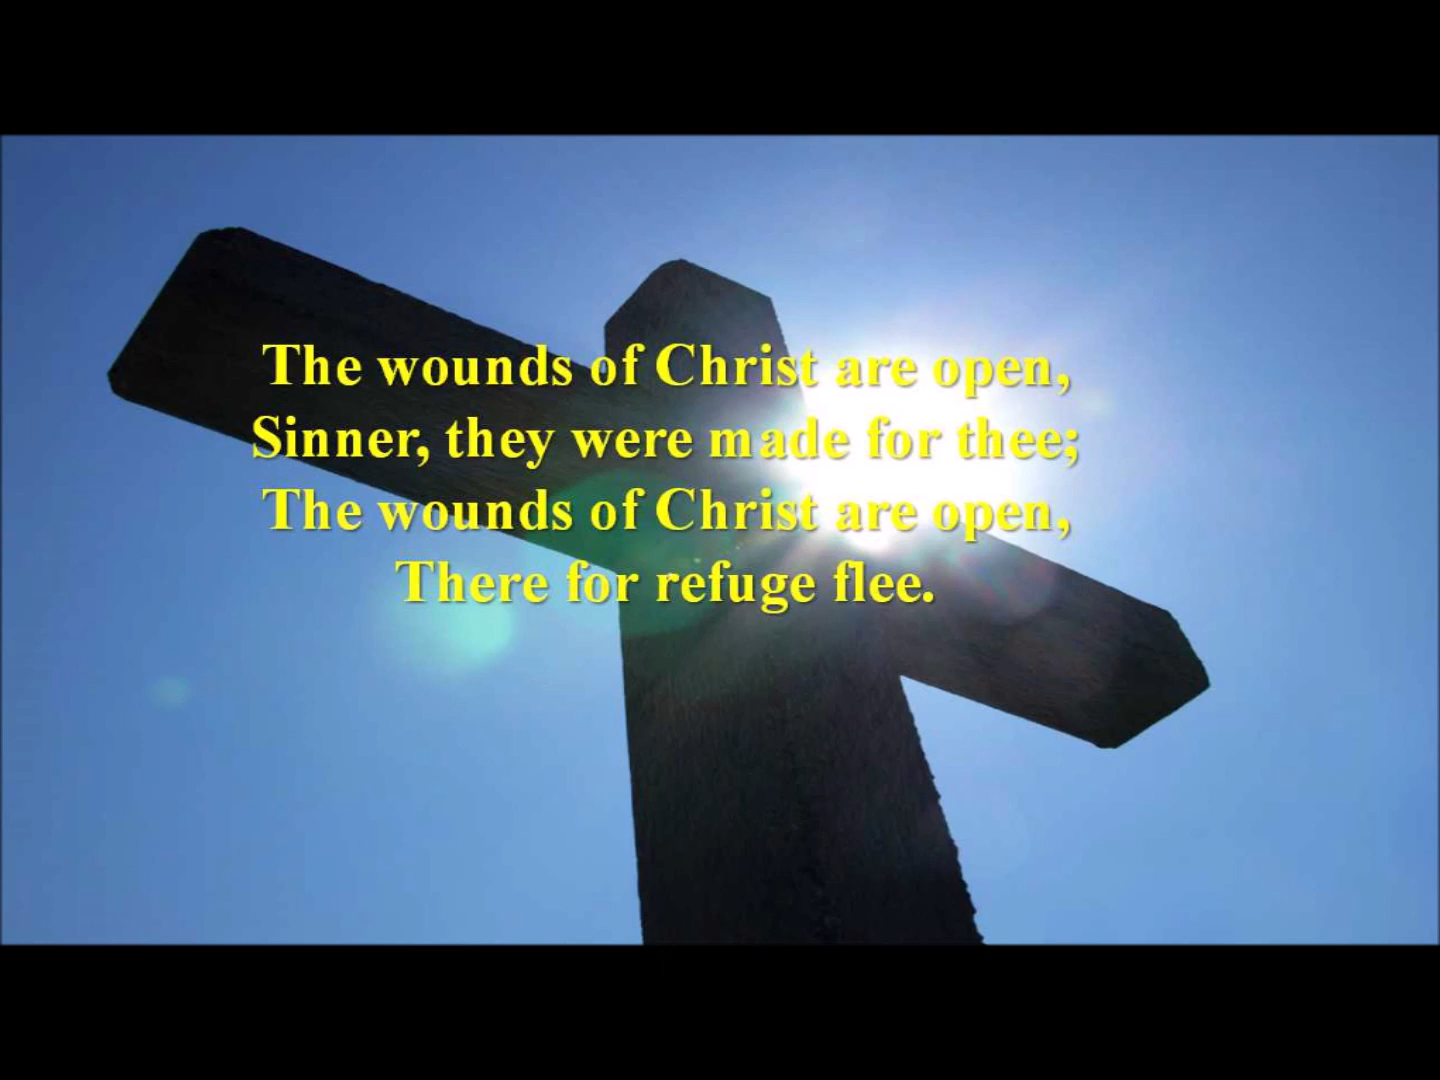 The wounds of Christ are open,
Sinner, they were made for thee;
The wounds of Christ are open,
There for refuge flee.